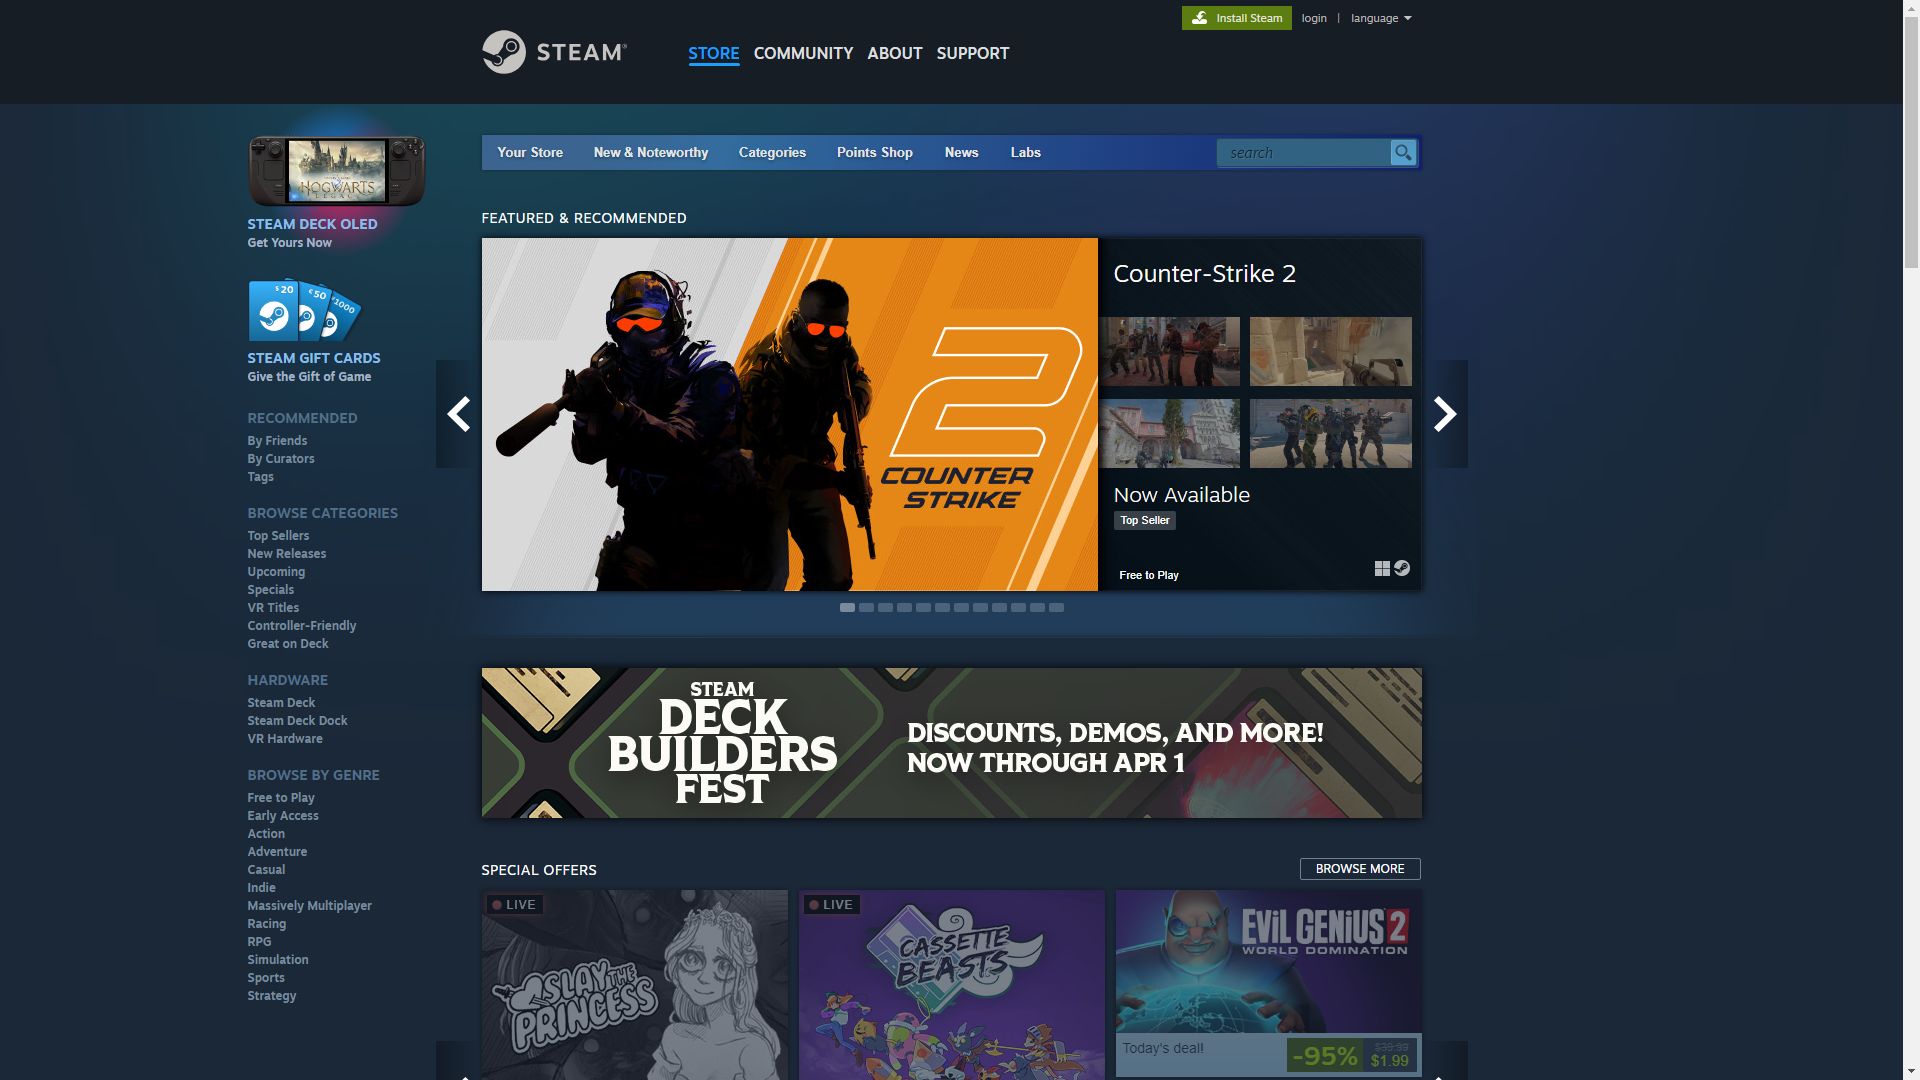 Install Steam
login
|
language
STEAM®
STORE
COMMUNITY
ABOUT
SUPPORT
HOGWARTS
LEGACY
STEAM DECK OLED
Get Yours Now
$20
€50
¥1000
STEAM GIFT CARDS
Give the Gift of Game
RECOMMENDED
By Friends
By Curators
Tags
BROWSE CATEGORIES
Top Sellers
New Releases
Upcoming
Specials
VR Titles
Controller-Friendly
Great on Deck
HARDWARE
Steam Deck
Steam Deck Dock
VR Hardware
BROWSE BY GENRE
Free to Play
Early Access
Action
Adventure
Casual
Indie
Massively Multiplayer
Racing
RPG
Simulation
Sports
Strategy
Your Store
New & Noteworthy
Categories
Points Shop
News
Labs
search
FEATURED & RECOMMENDED
2
COUNTER
STRIKE
Counter-Strike 2
Now Available
Top Seller
Free to Play
STEAM
DECK
BUILDERS
FEST
DISCOUNTS, DEMOS, AND MORE!
NOW THROUGH APR 1
SPECIAL OFFERS
BROWSE MORE
LIVE
SLAY THE
PRINCESS
LIVE
CASSETTE
BEASTS
EVIL GENIUS 2
WORLD DOMINATION
Today's deal!
-95%
$39.99
$1.99